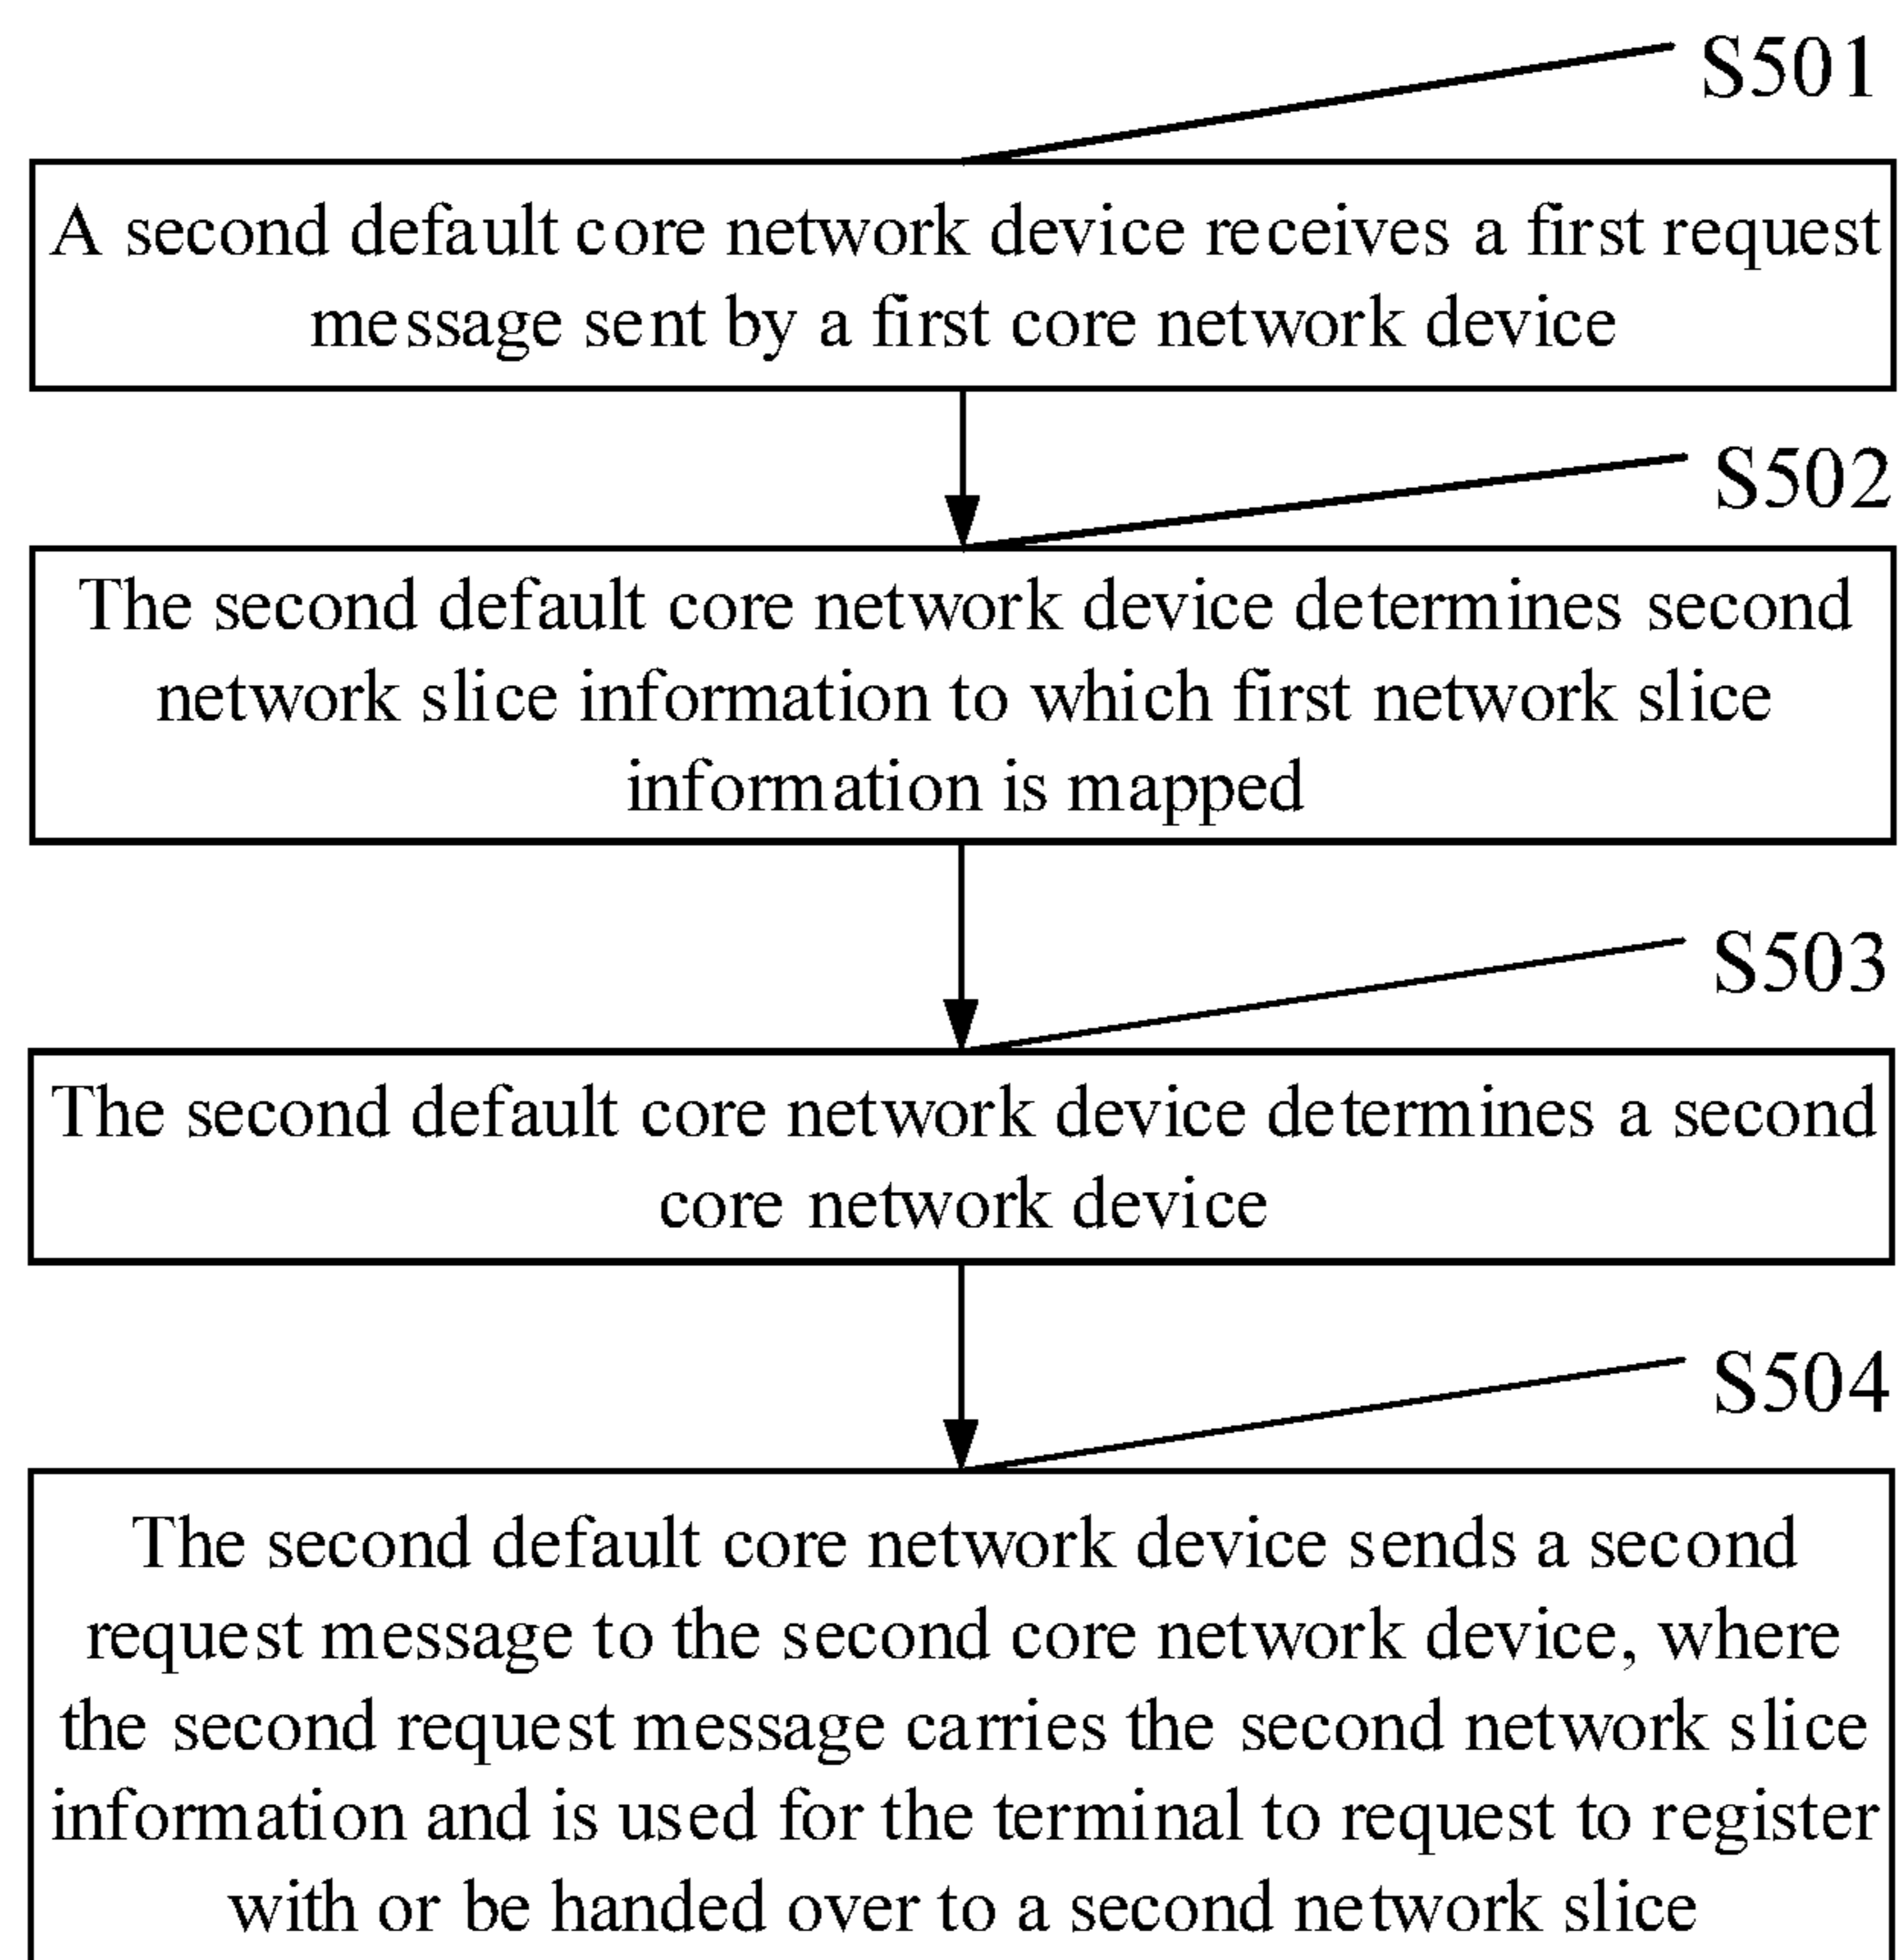 S501
A second default core network device receives a first request
message sent by a first core network device
S502
The second default core network device determines second
network slice information to which first network slice
information is mapped
S503
The second default core network device determines a second
core network device
S504
The second default core network device sends a second
request message to the second core network device, where
the second request message carries the second network slice
information and is used for the terminal to request to register
with or be handed over to a second network slice